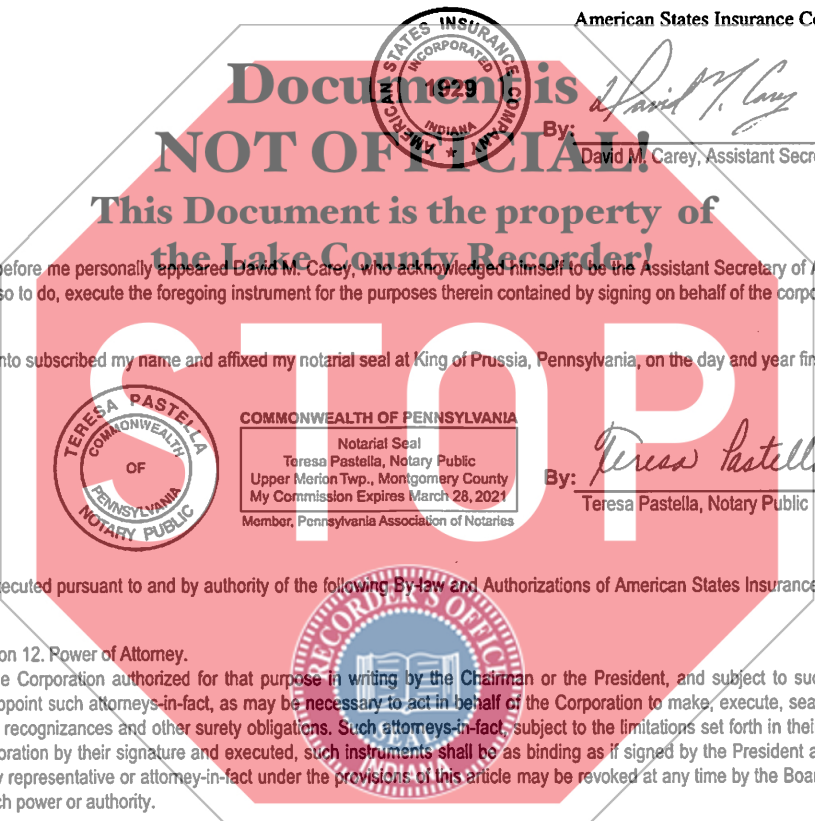 American States Insurance Co
AMERICAN STATES INSURANCE COMPANY
INCORPORATED
1929
INDIANA
By:
David M. Carey
David M. Carey, Assistant Secre
Document is
NOT OFFICIAL!
This Document is the property of
the Lake County Recorder!
before me personally appeared David M. Carey, who acknowledged himself to be the Assistant Secretary of A
so to do, execute the foregoing instrument for the purposes therein contained by signing on behalf of the corpo
nto subscribed my name and affixed my notarial seal at King of Prussia, Pennsylvania, on the day and year fir
STOP
TERESA PASTELLA
COMMONWEALTH
OF
PENNSYLVANIA
NOTARY PUBLIC
COMMONWEALTH OF PENNSYLVANIA
Notarial Seal
Teresa Pastella, Notary Public
Upper Merion Twp., Montgomery County
My Commission Expires March 28, 2021
Member, Pennsylvania Association of Notaries
By:
Teresa Pastella
Teresa Pastella, Notary Public
ecuted pursuant to and by authority of the following By-law and Authorizations of American States Insurance
RECORDER'S OFFICE
SEAL
INDIANA
on 12. Power of Attorney.
e Corporation authorized for that purpose in writing by the Chairman or the President, and subject to suc
ppoint such attorneys-in-fact, as may be necessary to act in behalf of the Corporation to make, execute, sea
recognizances and other surety obligations. Such attorneys-in-fact, subject to the limitations set forth in thei
oration by their signature and executed, such instruments shall be as binding as if signed by the President a
y representative or attorney-in-fact under the provisions of this article may be revoked at any time by the Boar
ch power or authority.